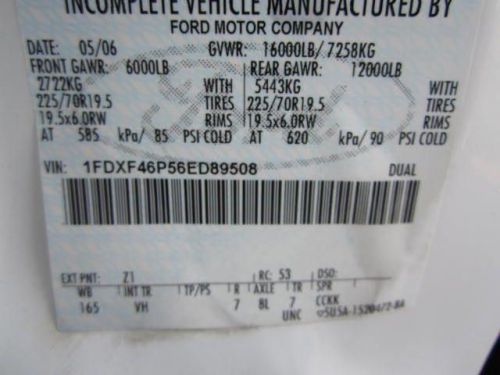 INCOMPLETE VEHICLE MANUFACTURED BY
FORD MOTOR COMPANY
DATE: 05/06 GVWR: 16000LB/ 7258KG
FRONT GAWR: 6000LB REAR GAWR: 12000LB
2722KG WITH 5443KG WITH
225/70R19.5 TIRES 225/70R19.5 TIRES
19.5x6.0RW RIMS 19.5x6.0RW RIMS
AT 585 kPa/ 85 PSI COLD AT 620 kPa/ 90 PSI COLD
VIN: 1FDXF46P56ED89508 DUAL
EXT PNT: Z1 RC: 53 DSO:
WB INT TR TP/PS R AXLE TR SPR
165 VH 7 BL 7 CCKK
UNC